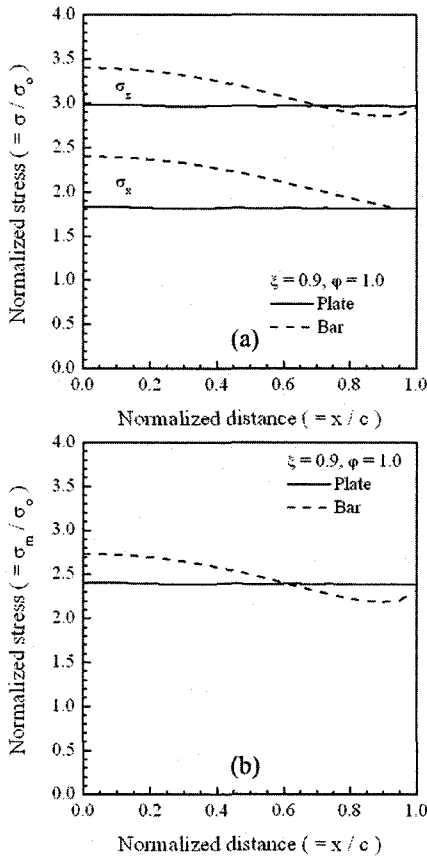 4.0
3.5
3.0
2.5
2.0
1.5
1.0
0.5
0.0
Normalized stress ( = σ / σo)
σz
σx
ξ = 0.9, φ = 1.0
Plate
Bar
(a)
0.0 0.2 0.4 0.6 0.8 1.0
Normalized distance ( = x / c )
4.0
3.5
3.0
2.5
2.0
1.5
1.0
0.5
0.0
Normalized stress ( = σm / σo)
ξ = 0.9, φ = 1.0
Plate
Bar
(b)
0.0 0.2 0.4 0.6 0.8 1.0
Normalized distance ( = x / c )